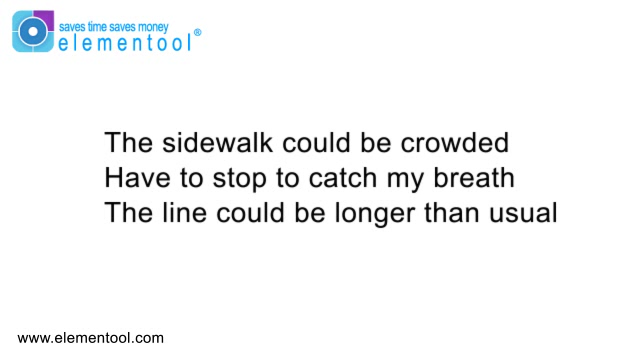 saves time saves money
elementool®
The sidewalk could be crowded
Have to stop to catch my breath
The line could be longer than usual
www.elementool.com